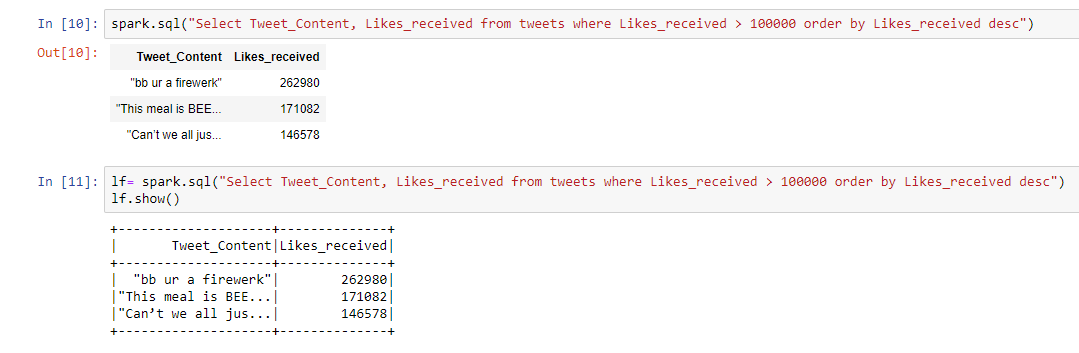 In [10]: spark.sql("Select Tweet_Content, Likes_received from tweets where Likes_received > 100000 order by Likes_received desc")
Out[10]:
Tweet_Content Likes_received
"bb ur a firewerk" 262980
"This meal is BEE... 171082
"Can’t we all jus... 146578
In [11]: lf= spark.sql("Select Tweet_Content, Likes_received from tweets where Likes_received > 100000 order by Likes_received desc")
lf.show()
+--------------------+--------------+
|       Tweet_Content|Likes_received|
+--------------------+--------------+
|  "bb ur a firewerk"|        262980|
|"This meal is BEE...|        171082|
|"Can’t we all jus...|        146578|
+--------------------+--------------+